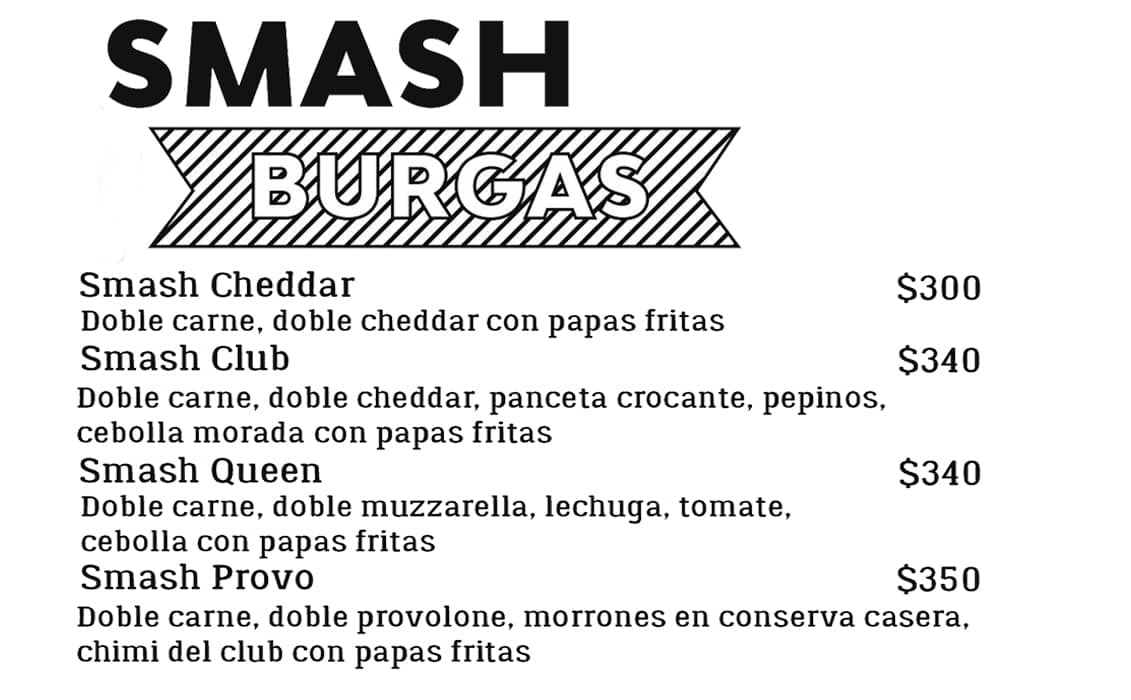 SMASH
BURGAS
Smash Cheddar $300
Doble carne, doble cheddar con papas fritas
Smash Club $340
Doble carne, doble cheddar, panceta crocante, pepinos,
cebolla morada con papas fritas
Smash Queen $340
Doble carne, doble muzzarella, lechuga, tomate,
cebolla con papas fritas
Smash Provo $350
Doble carne, doble provolone, morrones en conserva casera,
chimi del club con papas fritas